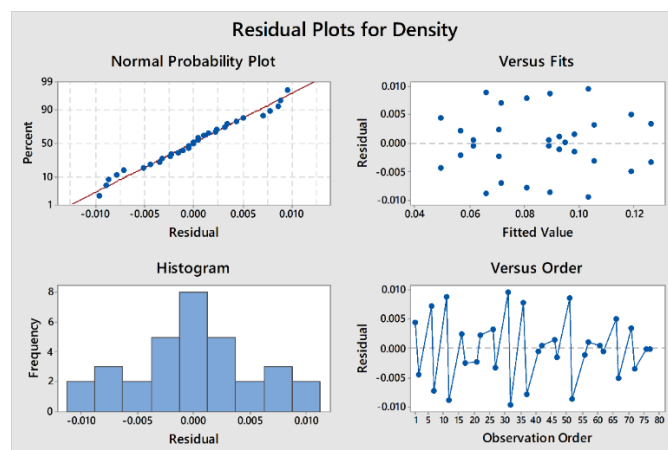 Residual Plots for Density
Normal Probability Plot
Versus Fits
99
90
50
10
1
Percent
-0.010 -0.005 0.000 0.005 0.010
Residual
0.010
0.005
0.000
-0.005
-0.010
Residual
0.04 0.06 0.08 0.10 0.12
Fitted Value
Histogram
Versus Order
8
6
4
2
0
Frequency
-0.010 -0.005 0.000 0.005 0.010
Residual
0.010
0.005
0.000
-0.005
-0.010
Residual
1 5 10 15 20 25 30 35 40 45 50 55 60 65 70 75 80
Observation Order